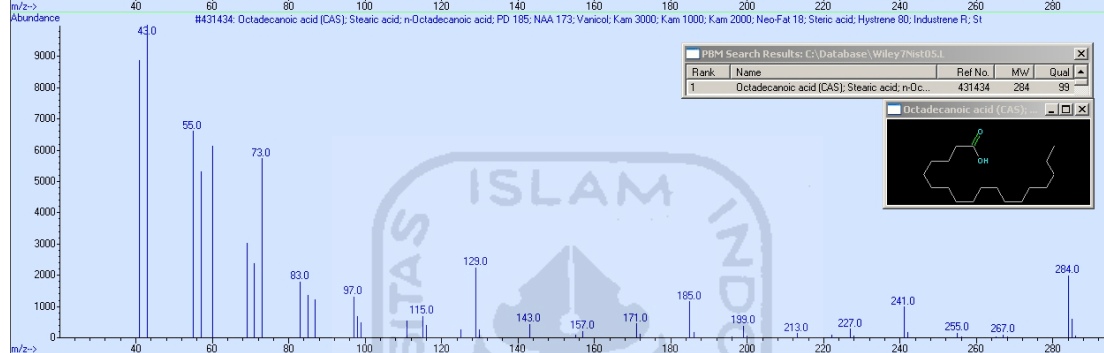 m/z--> 40 60 80 100 120 140 160 180 200 220 240 260 280
Abundance #431434: Octadecanoic acid (CAS); Stearic acid; n-Octadecanoic acid; PD 185; NAA 173; Vanicol; Kam 3000; Kam 1000; Kam 2000; Neo-Fat 18; Steric acid; Hystrene 80; Industrene R; St
43.0
9000
PBM Search Results: C:\Database\Wiley7Nist05.L
Rank Name Ref No. MW Qual
1 Octadecanoic acid (CAS); Stearic acid; n-Oc... 431434 284 99
8000
Octadecanoic acid (CAS); ...
O
OH
7000
55.0
6000
73.0
5000
ISLAM
4000
UNIVERSITAS
INDO
3000
129.0
2000
83.0
284.0
97.0
185.0
241.0
1000
115.0
143.0
157.0
171.0
199.0
213.0
227.0
255.0
267.0
0
m/z--> 40 60 80 100 120 140 160 180 200 220 240 260 280